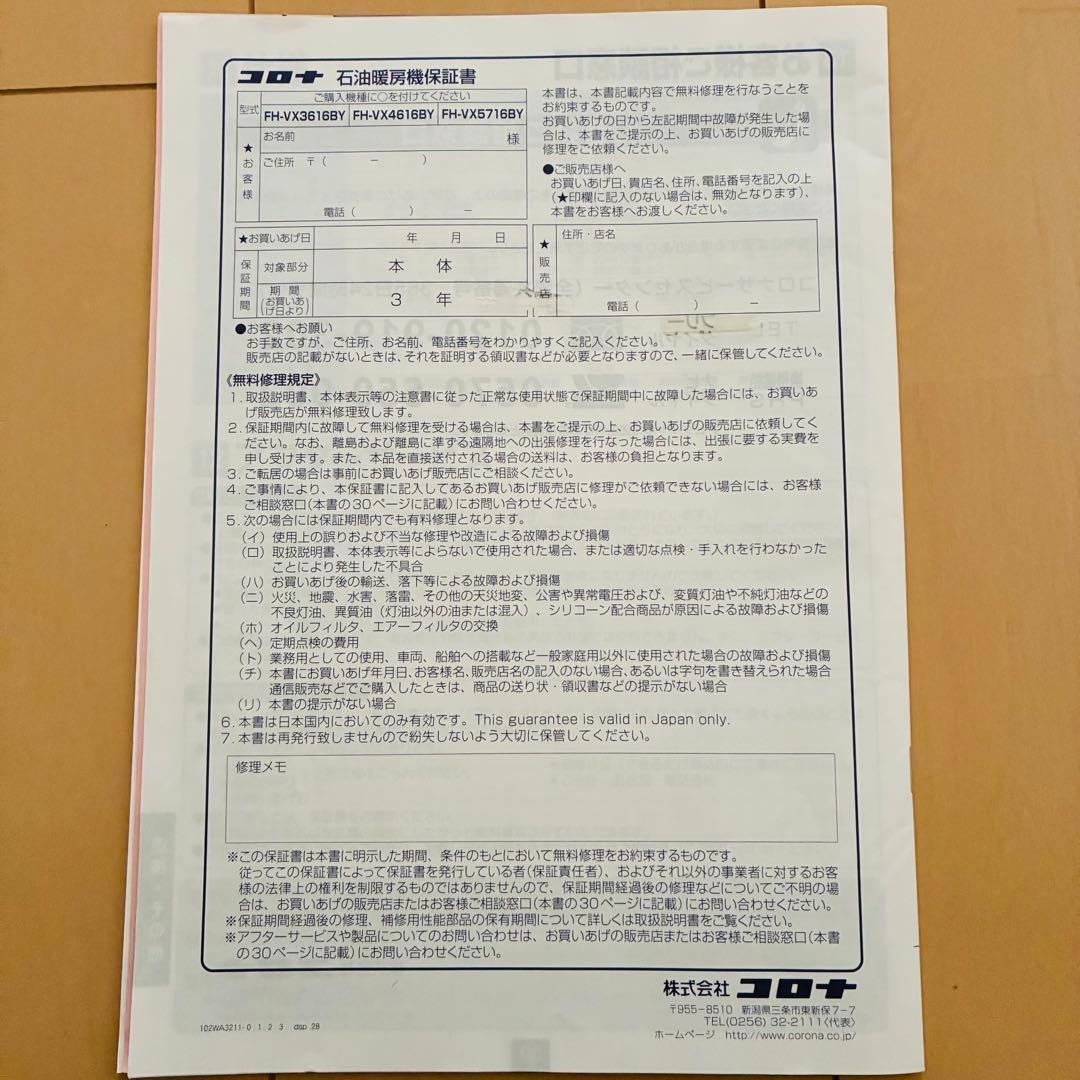 コロナ 石油暖房機保証書
ご購入機種に○を付けてください
型式
FH-VX3616BY FH-VX4616BY FH-VX5716BY
★お客様
お名前 様
ご住所 〒( − )
電話( ) −
★お買いあげ日 年 月 日
保証期間
対象部分 本 体
期 間
(お買いあげ日より)
3 年
本書は、本書記載内容で無料修理を行なうことを
お約束するものです。
お買いあげの日から左記期間中故障が発生した場
合は、本書をご提示の上、お買いあげの販売店に
修理をご依頼ください。
●ご販売店様へ
お買いあげ日、貴店名、住所、電話番号を記入の上
(★印欄に記入のない場合は、無効となります)、
本書をお客様へお渡しください。
★販売店
住所・店名
電話( ) −
●お客様へお願い
お手数ですが、ご住所、お名前、電話番号をわかりやすくご記入ください。
販売店の記載がないときは、それを証明する領収書などが必要となりますので、一緒に保管してください。
《無料修理規定》
1. 取扱説明書、本体表示等の注意書に従った正常な使用状態で保証期間中に故障した場合には、お買いあ
げ販売店が無料修理致します。
2. 保証期間内に故障して無料修理を受ける場合は、本書をご提示の上、お買いあげの販売店に依頼してく
ださい。なお、離島および離島に準ずる遠隔地への出張修理を行なった場合には、出張に要する実費を
申し受けます。また、本品を直接送付される場合の送料は、お客様の負担となります。
3. ご転居の場合は事前にお買いあげ販売店にご相談ください。
4. ご事情により、本保証書に記入してあるお買いあげ販売店に修理がご依頼できない場合には、お客様
ご相談窓口(本書の30ページに記載)にお問い合わせください。
5. 次の場合には保証期間内でも有料修理となります。
(イ) 使用上の誤りおよび不当な修理や改造による故障および損傷
(ロ) 取扱説明書、本体表示等によらないで使用された場合、または適切な点検・手入れを行わなかった
ことにより発生した不具合
(ハ) お買いあげ後の輸送、落下等による故障および損傷
(ニ) 火災、地震、水害、落雷、その他の天災地変、公害や異常電圧および、変質灯油や不純灯油などの
不良灯油、異質油(灯油以外の油または混入)、シリコーン配合商品が原因による故障および損傷
(ホ) オイルフィルタ、エアーフィルタの交換
(ヘ) 定期点検の費用
(ト) 業務用としての使用、車両、船舶への搭載など一般家庭用以外に使用された場合の故障および損傷
(チ) 本書にお買いあげ年月日、お客様名、販売店名の記入のない場合、あるいは字句を書き替えられた場合
通信販売などでご購入したときは、商品の送り状・領収書などの提示がない場合
(リ) 本書の提示がない場合
6. 本書は日本国内においてのみ有効です。This guarantee is valid in Japan only.
7. 本書は再発行致しませんので紛失しないよう大切に保管してください。
修理メモ
※この保証書は本書に明示した期間、条件のもとにおいて無料修理をお約束するものです。
従ってこの保証書によって保証書を発行している者(保証責任者)、およびそれ以外の事業者に対するお客
様の法律上の権利を制限するものではありませんので、保証期間経過後の修理などについてご不明の場
合は、お買いあげの販売店またはお客様ご相談窓口(本書の30ページに記載)にお問い合わせください。
※保証期間経過後の修理、補修用性能部品の保有期間について詳しくは取扱説明書をご覧ください。
※アフターサービスや製品についてのお問い合わせは、お買いあげの販売店またはお客様ご相談窓口(本書
の30ページに記載)にお問い合わせください。
株式会社 コロナ
〒955-8510 新潟県三条市東新保7-7
TEL(0256) 32-2111〈代表〉
ホームページ http://www.corona.co.jp/
102WA3211-0 1 2 3 dsp 28